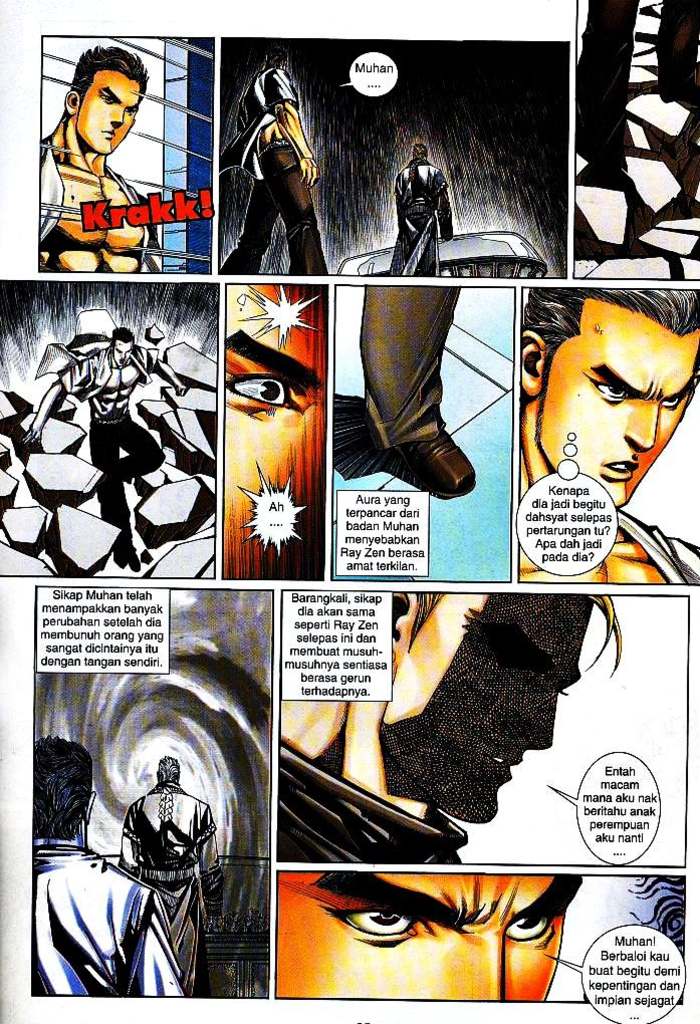 Krakk!
Muhan
....
Ah
....
Aura yang
terpancar dari
badan Muhan
menyebabkan
Ray Zen berasa
amat terkilan.
Kenapa
dia jadi begitu
dahsyat selepas
pertarungan tu?
Apa dah jadi
pada dia?
Sikap Muhan telah
menampakkan banyak
perubahan setelah dia
membunuh orang yang
sangat dicintainya itu
dengan tangan sendiri.
Barangkali, sikap
dia akan sama
seperti Ray Zen
selepas ini dan
membuat musuh-
musuhnya sentiasa
berasa gerun
terhadapnya.
Entah
macam
mana aku nak
beritahu anak
perempuan
aku nanti
....
Muhan!
Berbaloi kau
buat begitu demi
kepentingan dan
impian sejagat
...